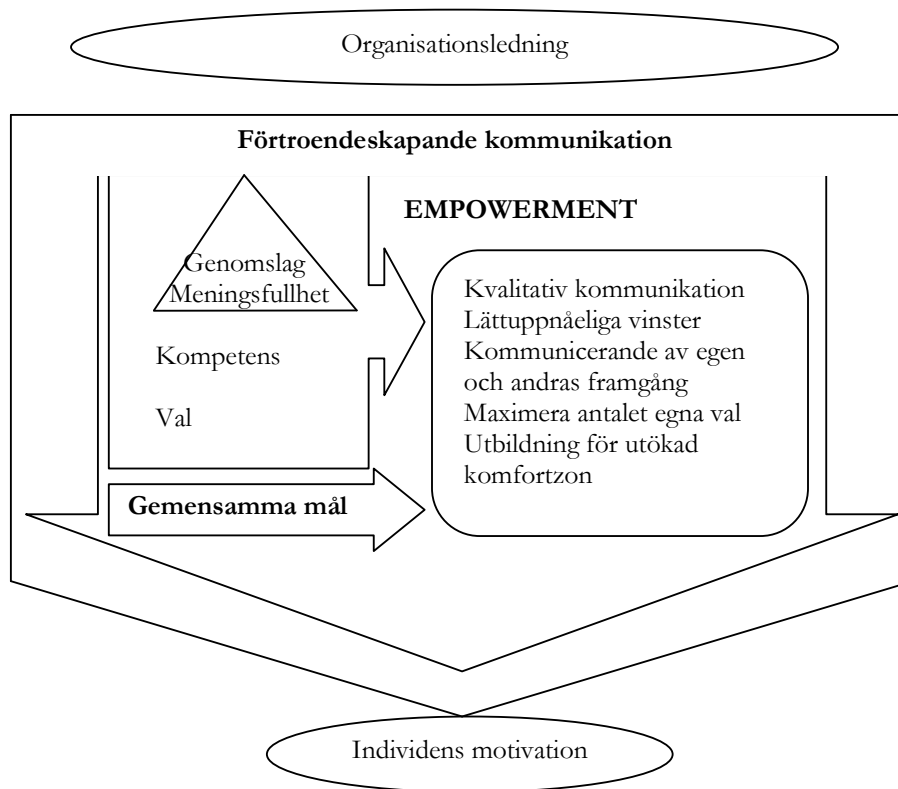 Organisationsledning
Förtroendeskapande kommunikation
EMPOWERMENT
Genomslag
Meningsfullhet
Kompetens
Val
Gemensamma mål
Kvalitativ kommunikation
Lättuppnåeliga vinster
Kommunicerande av egen
och andras framgång
Maximera antalet egna val
Utbildning för utökad
komfortzon
Individens motivation